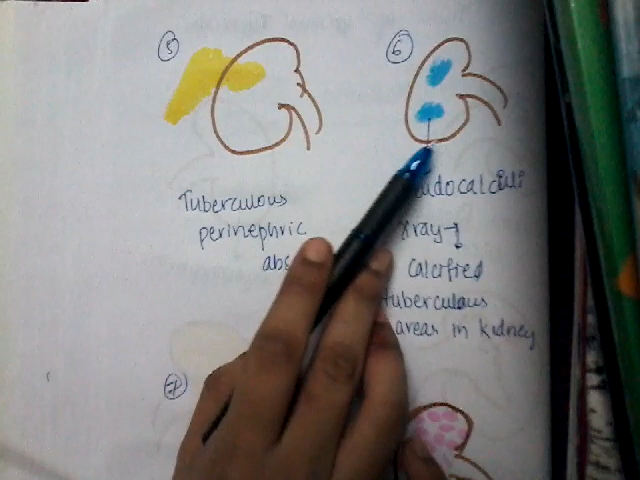 5
Tuberculous
perinephric
abs
6
udocalculi
xray→
Calcified
tuberculous
areas in kidney
7